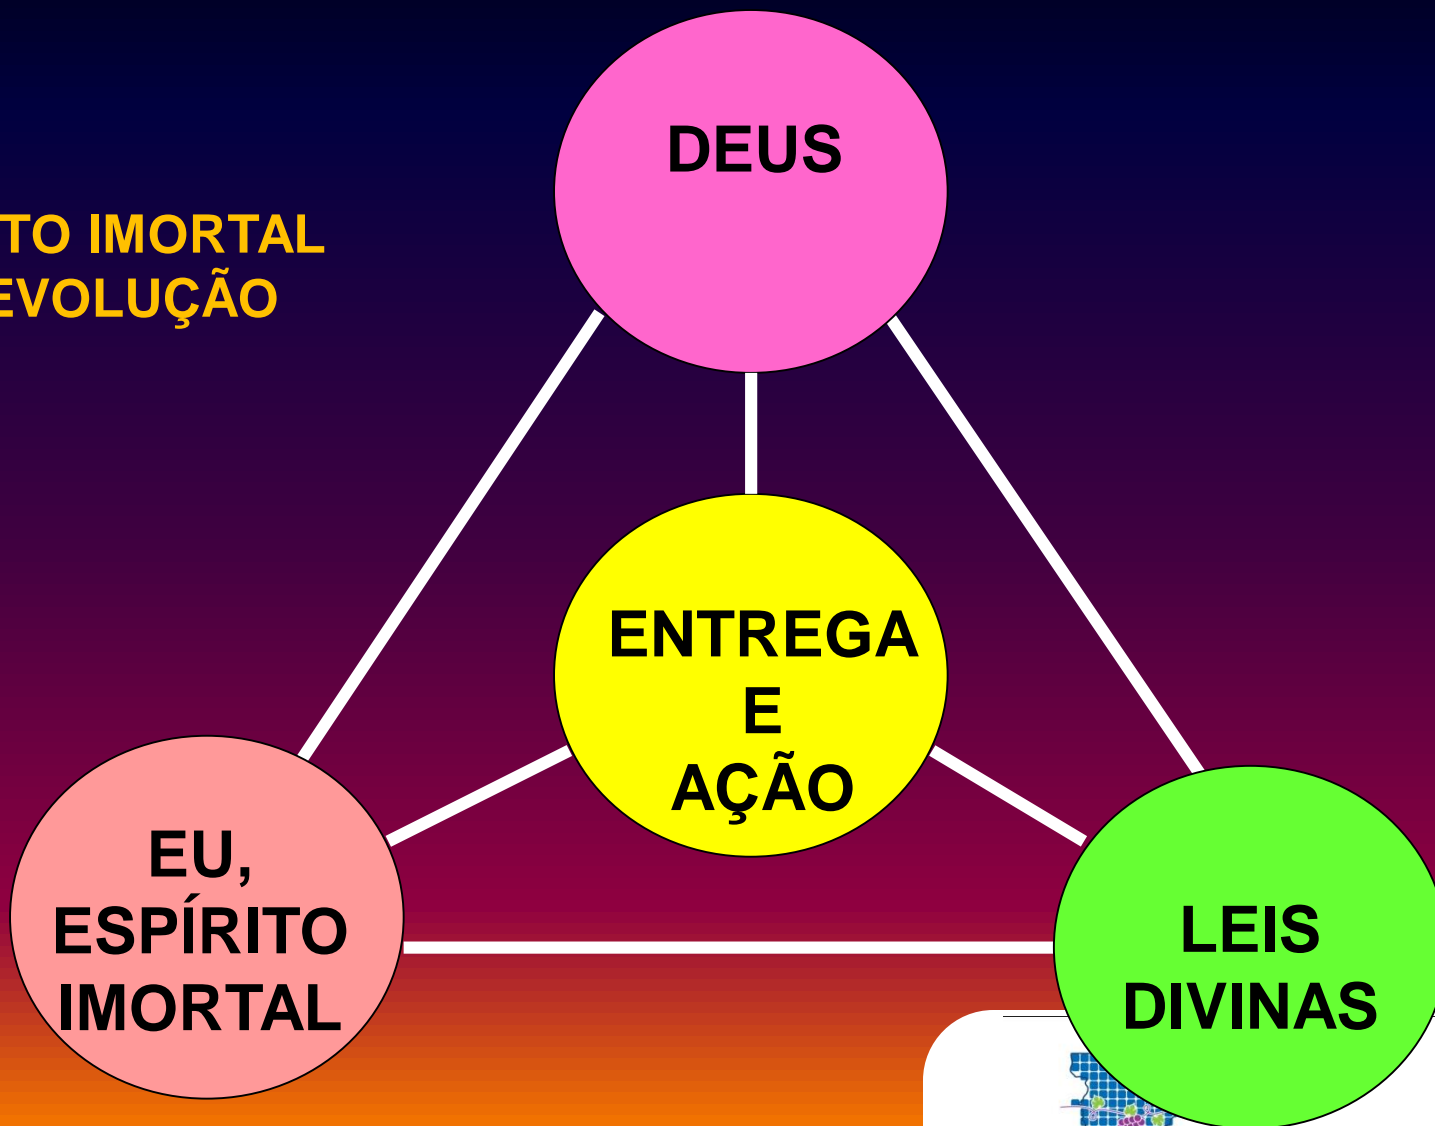 DEUS
TO IMORTAL
EVOLUÇÃO
ENTREGA
E
AÇÃO
EU,
ESPÍRITO
IMORTAL
LEIS
DIVINAS